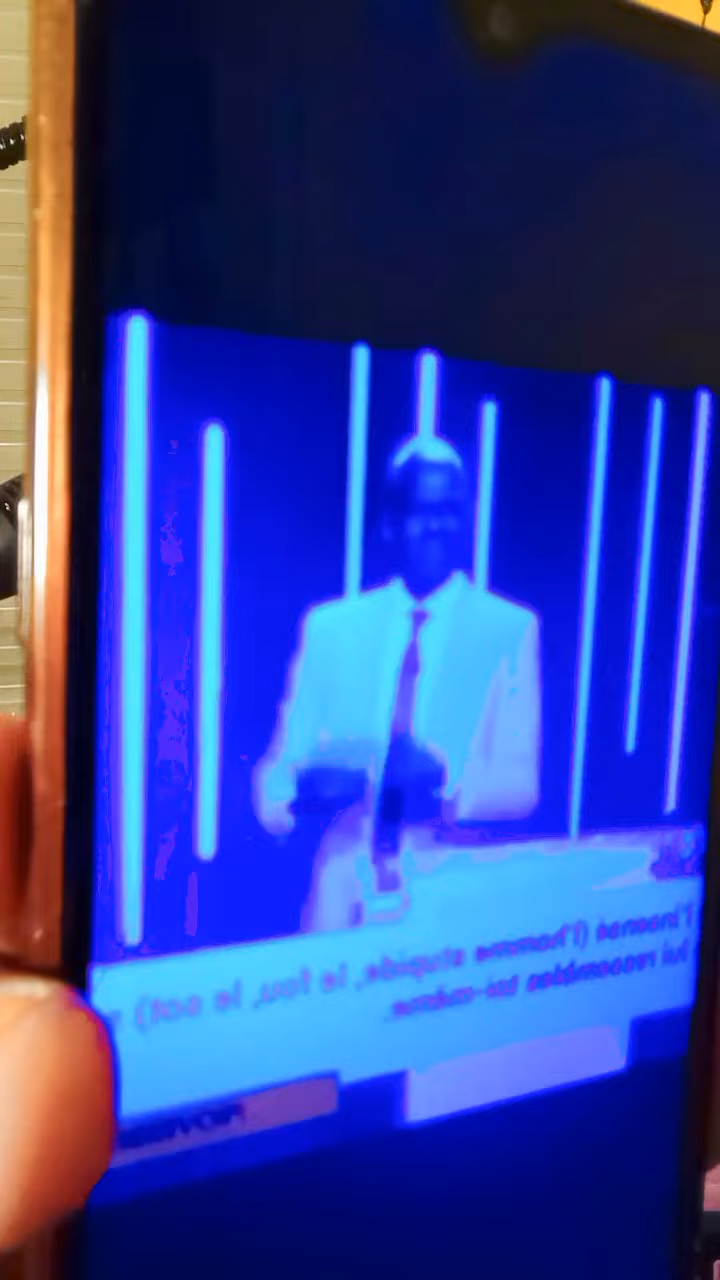 l'insensé (l'homme stupide, le fou, le sot)
lui ressembles toi-même.